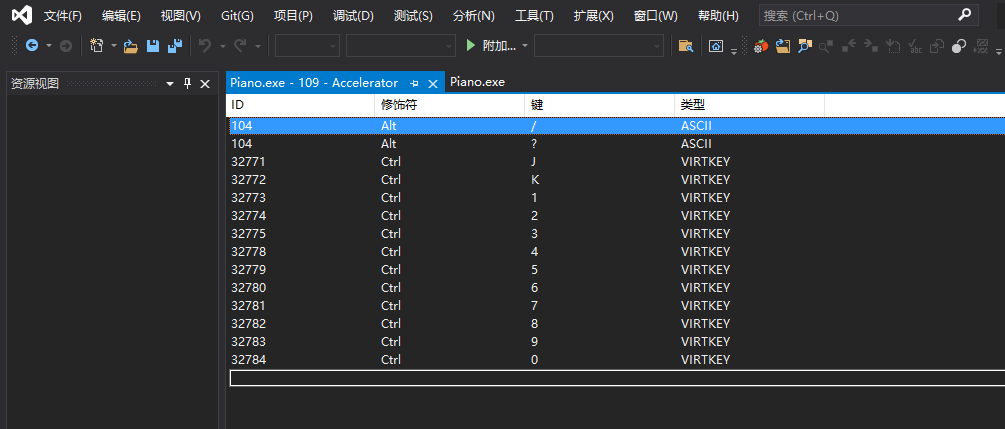 文件(F) 编辑(E) 视图(V) Git(G) 项目(P) 调试(D) 测试(S) 分析(N) 工具(T) 扩展(X) 窗口(W) 帮助(H) 搜索 (Ctrl+Q)
附加...
资源视图
Piano.exe - 109 - Accelerator Piano.exe
ID 修饰符 键 类型
104 Alt / ASCII
104 Alt ? ASCII
32771 Ctrl J VIRTKEY
32772 Ctrl K VIRTKEY
32773 Ctrl 1 VIRTKEY
32774 Ctrl 2 VIRTKEY
32775 Ctrl 3 VIRTKEY
32778 Ctrl 4 VIRTKEY
32779 Ctrl 5 VIRTKEY
32780 Ctrl 6 VIRTKEY
32781 Ctrl 7 VIRTKEY
32782 Ctrl 8 VIRTKEY
32783 Ctrl 9 VIRTKEY
32784 Ctrl 0 VIRTKEY